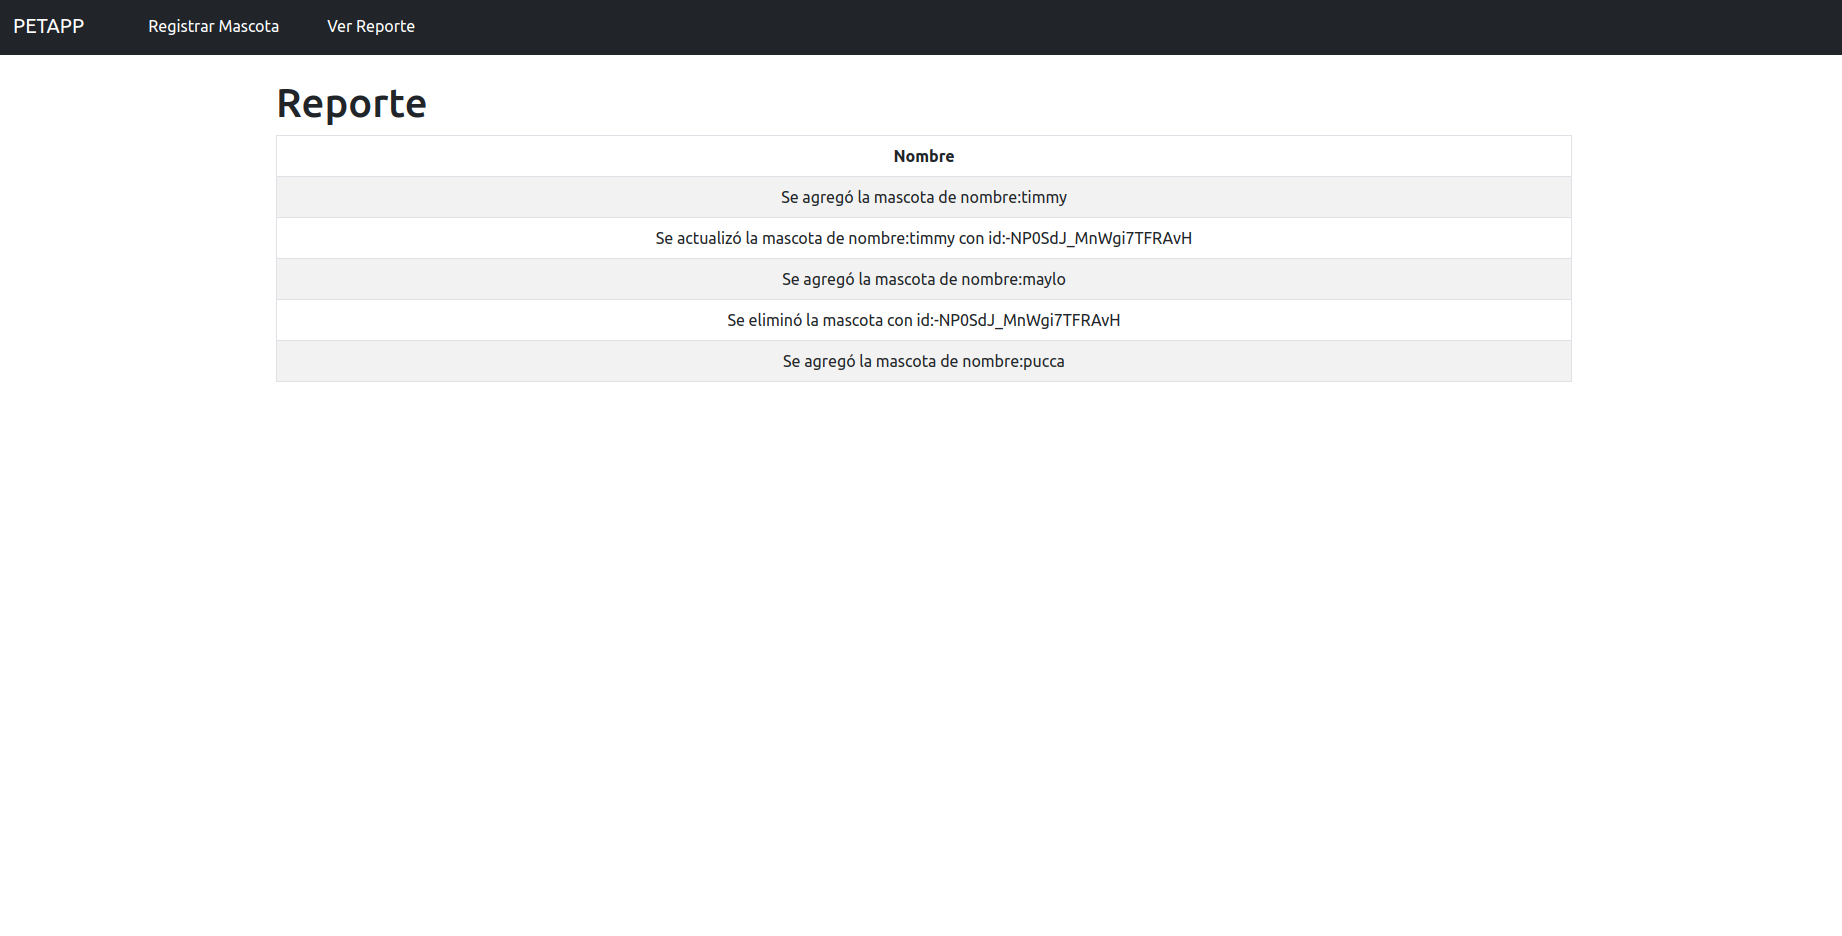 PETAPP Registrar Mascota Ver Reporte
Reporte
Nombre
Se agregó la mascota de nombre:timmy
Se actualizó la mascota de nombre:timmy con id:-NP0SdJ_MnWgi7TFRAvH
Se agregó la mascota de nombre:maylo
Se eliminó la mascota con id:-NP0SdJ_MnWgi7TFRAvH
Se agregó la mascota de nombre:pucca